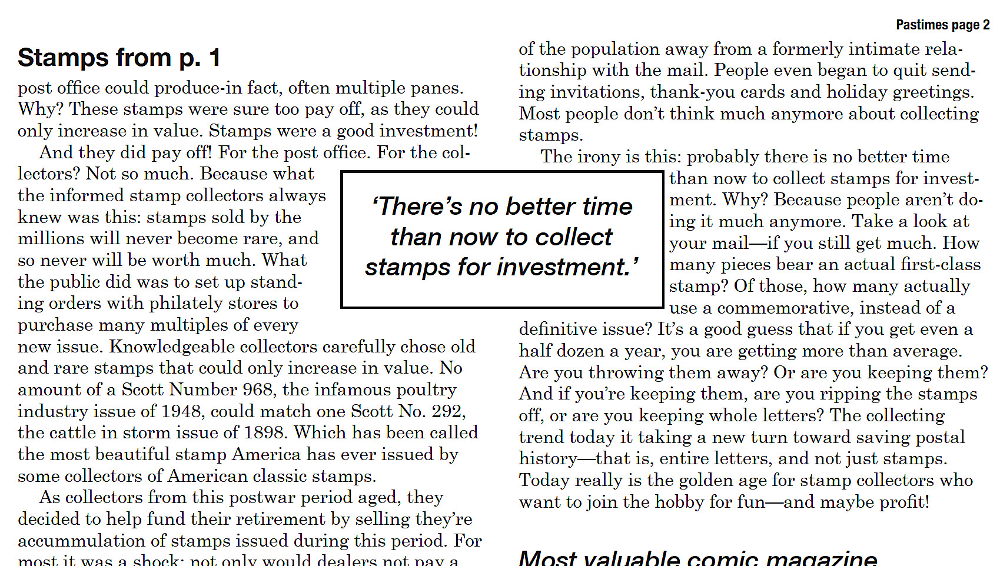 Pastimes page 2
Stamps from p. 1
post office could produce-in fact, often multiple panes.
Why? These stamps were sure too pay off, as they could
only increase in value. Stamps were a good investment!
And they did pay off! For the post office. For the col-
lectors? Not so much. Because what
the informed stamp collectors always
knew was this: stamps sold by the
millions will never become rare, and
so never will be worth much. What
the public did was to set up stand-
ing orders with philately stores to
purchase many multiples of every
new issue. Knowledgeable collectors carefully chose old
and rare stamps that could only increase in value. No
amount of a Scott Number 968, the infamous poultry
industry issue of 1948, could match one Scott No. 292,
the cattle in storm issue of 1898. Which has been called
the most beautiful stamp America has ever issued by
some collectors of American classic stamps.
As collectors from this postwar period aged, they
decided to help fund their retirement by selling they’re
accummulation of stamps issued during this period. For
most it was a shock: not only would dealers not pay a
‘There’s no better time
than now to collect
stamps for investment.’
of the population away from a formerly intimate rela-
tionship with the mail. People even began to quit send-
ing invitations, thank-you cards and holiday greetings.
Most people don’t think much anymore about collecting
stamps.
The irony is this: probably there is no better time
than now to collect stamps for invest-
ment. Why? Because people aren’t do-
ing it much anymore. Take a look at
your mail—if you still get much. How
many pieces bear an actual first-class
stamp? Of those, how many actually
use a commemorative, instead of a
definitive issue? It’s a good guess that if you get even a
half dozen a year, you are getting more than average.
Are you throwing them away? Or are you keeping them?
And if you’re keeping them, are you ripping the stamps
off, or are you keeping whole letters? The collecting
trend today it taking a new turn toward saving postal
history—that is, entire letters, and not just stamps.
Today really is the golden age for stamp collectors who
want to join the hobby for fun—and maybe profit!
Most valuable comic magazine